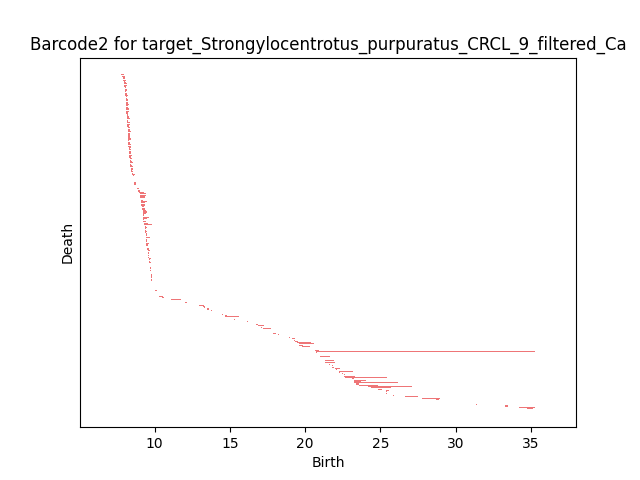 Barcode2 for target_Strongylocentrotus_purpuratus_CRCL_9_filtered_Ca
Death
10 15 20 25 30 35
Birth